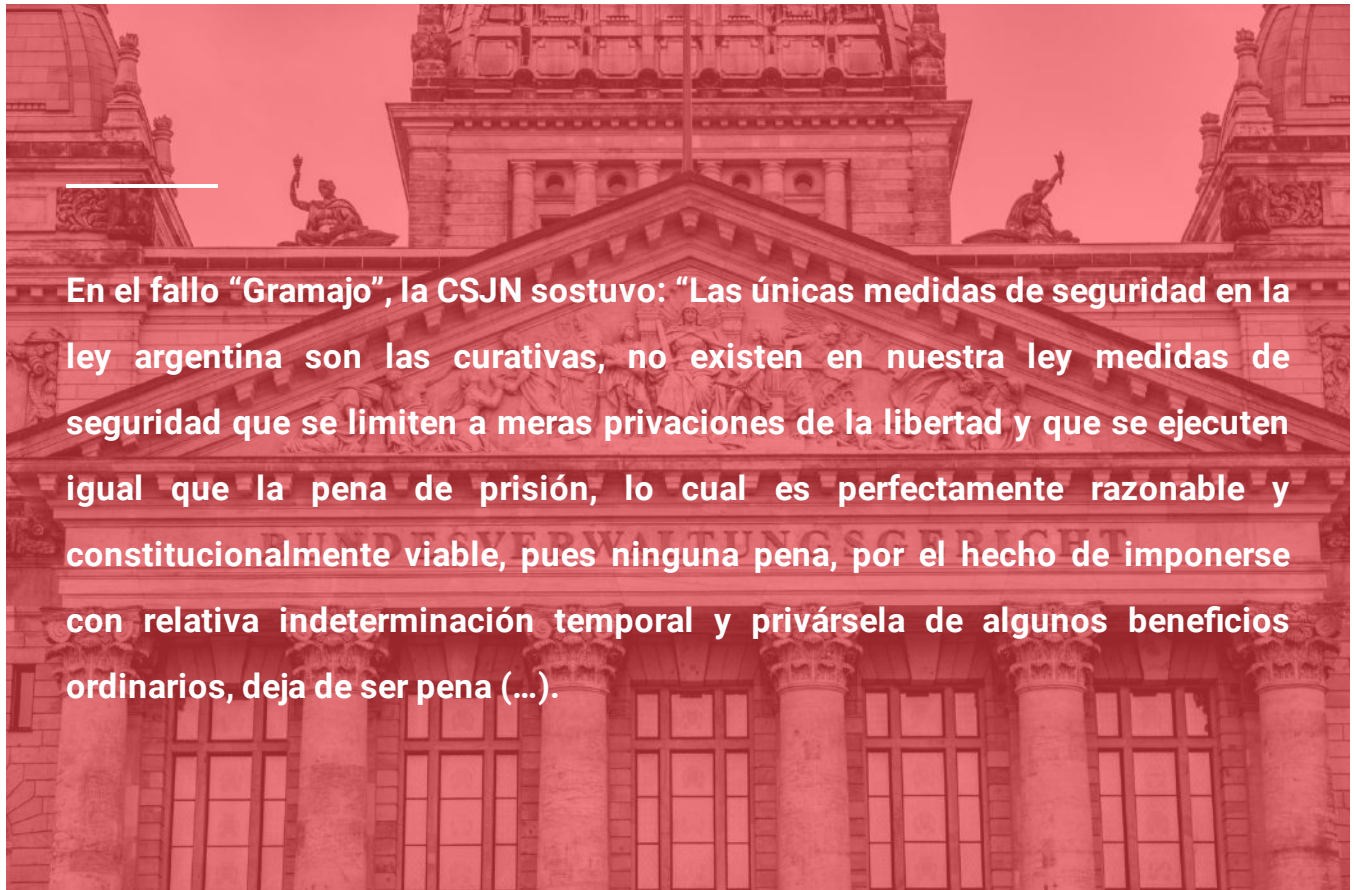 En el fallo “Gramajo”, la CSJN sostuvo: “Las únicas medidas de seguridad en la
ley argentina son las curativas, no existen en nuestra ley medidas de
seguridad que se limiten a meras privaciones de la libertad y que se ejecuten
igual que la pena de prisión, lo cual es perfectamente razonable y
constitucionalmente viable, pues ninguna pena, por el hecho de imponerse
BUNDESVERWALTUNGSGERICHT
con relativa indeterminación temporal y privársela de algunos beneficios
ordinarios, deja de ser pena (…).